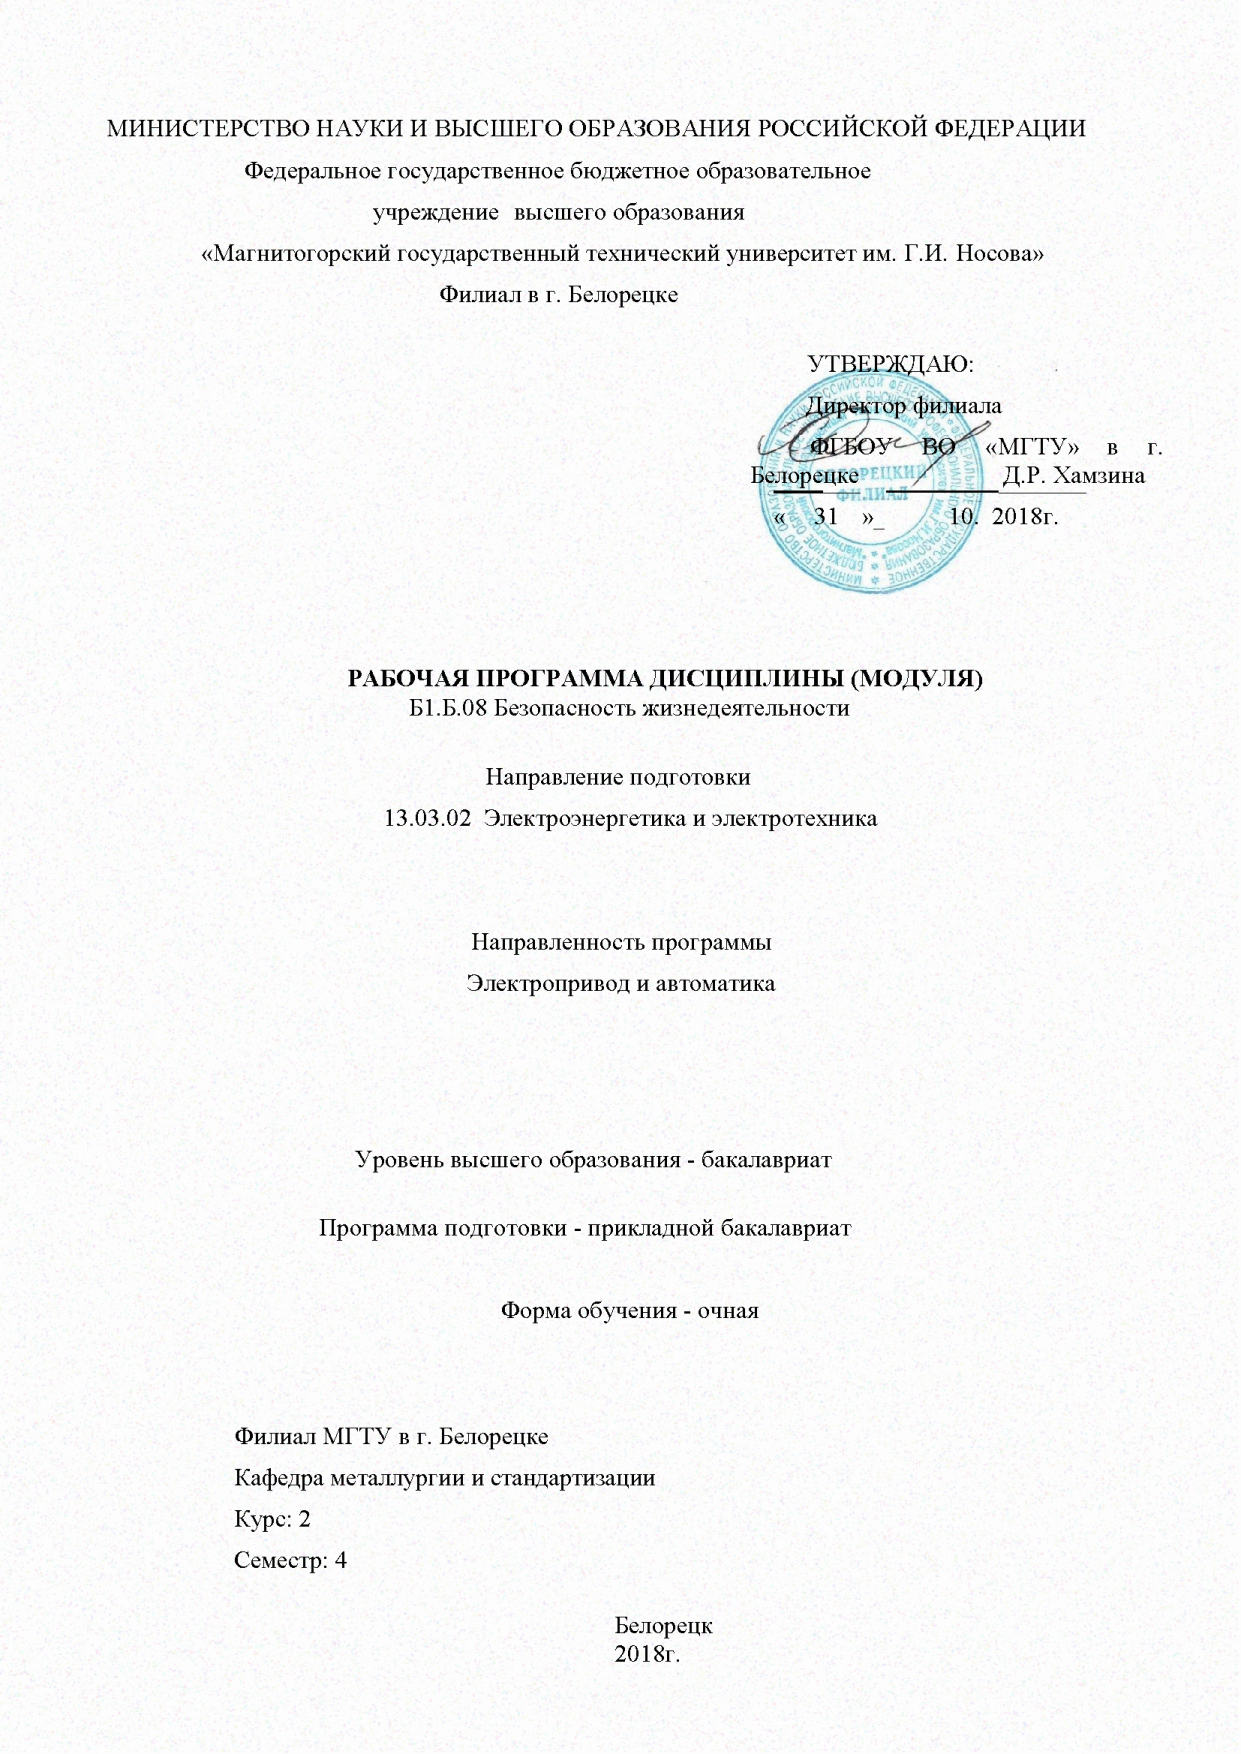 МИНИСТЕРСТВО НАУКИ И ВЫСШЕГО ОБРАЗОВАНИЯ РОССИЙСКОЙ ФЕДЕРАЦИИ
Федеральное государственное бюджетное образовательное
учреждение высшего образования
«Магнитогорский государственный технический университет им. Г.И. Носова»
Филиал в г. Белорецке
УТВЕРЖДАЮ:
Директор филиала
ФГБОУ ВО «МГТУ» в г.
Белорецке Д.Р. Хамзина
« 31 »_ 10. 2018г.
БЕЛОРЕЦКИЙ
ФИЛИАЛ
РАБОЧАЯ ПРОГРАММА ДИСЦИПЛИНЫ (МОДУЛЯ)
Б1.Б.08 Безопасность жизнедеятельности
Направление подготовки
13.03.02 Электроэнергетика и электротехника
Направленность программы
Электропривод и автоматика
Уровень высшего образования - бакалавриат
Программа подготовки - прикладной бакалавриат
Форма обучения - очная
Филиал МГТУ в г. Белорецке
Кафедра металлургии и стандартизации
Курс: 2
Семестр: 4
Белорецк
2018г.